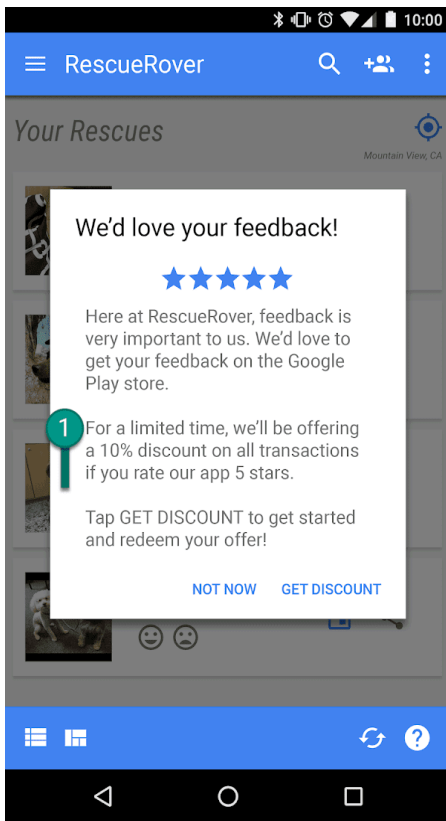 10:00
RescueRover
Your Rescues
Mountain View, CA
We'd love your feedback!
Here at RescueRover, feedback is
very important to us. We'd love to
get your feedback on the Google
Play store.
1
For a limited time, we'll be offering
a 10% discount on all transactions
if you rate our app 5 stars.
Tap GET DISCOUNT to get started
and redeem your offer!
NOT NOW GET DISCOUNT